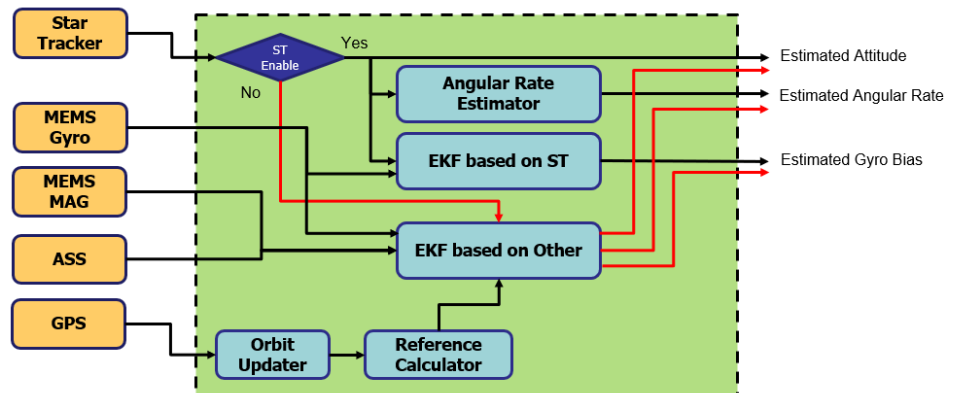 Star
Tracker
ST
Enable
Yes
No
Estimated Attitude
Angular Rate
Estimator
Estimated Angular Rate
MEMS
Gyro
EKF based on ST
Estimated Gyro Bias
MEMS
MAG
ASS
EKF based on Other
GPS
Orbit
Updater
Reference
Calculator